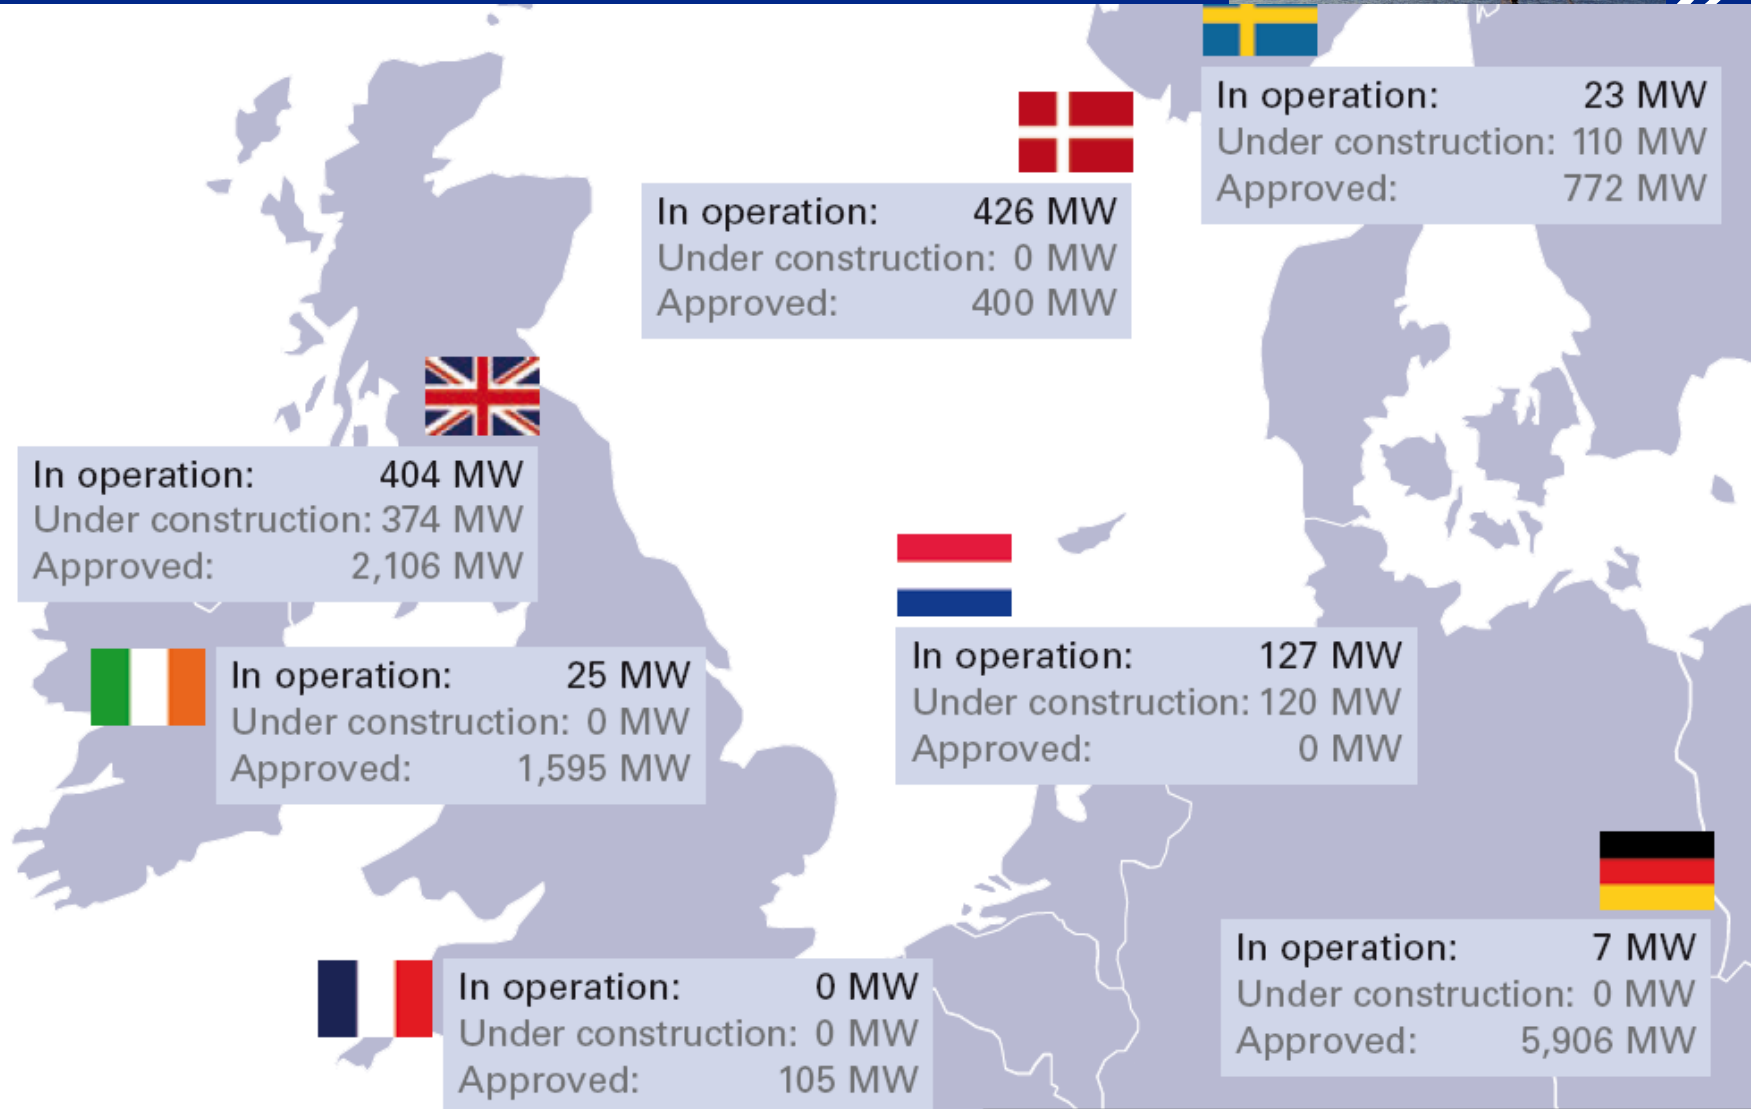 In operation: 23 MW
Under construction: 110 MW
Approved: 772 MW
In operation: 426 MW
Under construction: 0 MW
Approved: 400 MW
In operation: 404 MW
Under construction: 374 MW
Approved: 2,106 MW
In operation: 127 MW
Under construction: 120 MW
Approved: 0 MW
In operation: 25 MW
Under construction: 0 MW
Approved: 1,595 MW
In operation: 7 MW
Under construction: 0 MW
Approved: 5,906 MW
In operation: 0 MW
Under construction: 0 MW
Approved: 105 MW